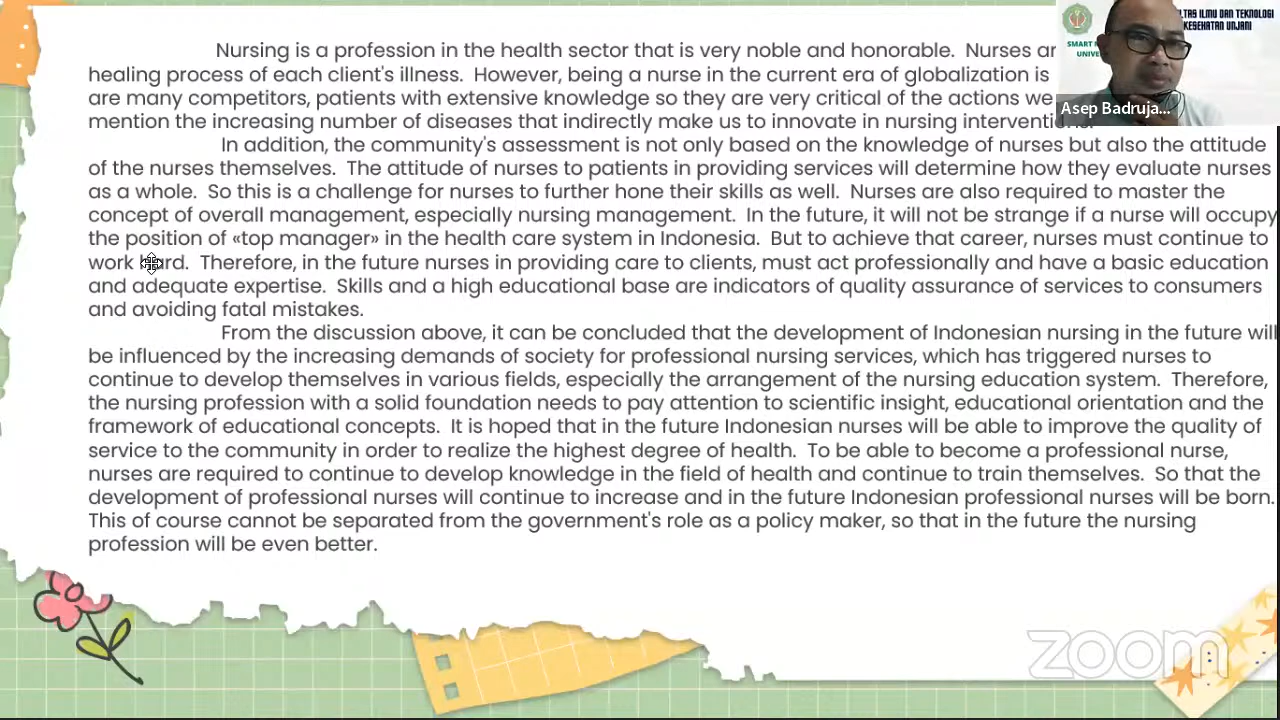 Nursing is a profession in the health sector that is very noble and honorable. Nurses
healing process of each client's illness. However, being a nurse in the current era of globalization is
are many competitors, patients with extensive knowledge so they are very critical of the actions we
mention the increasing number of diseases that indirectly make us to innovate in nursing
In addition, the community's assessment is not only based on the knowledge of nurses but also the attitude
of the nurses themselves. The attitude of nurses to patients in providing services will determine how they evaluate nurses
as a whole. So this is a challenge for nurses to further hone their skills as well. Nurses are also required to master the
concept of overall management, especially nursing management. In the future, it will not be strange if a nurse will occupy
the position of «top manager» in the health care system in Indonesia. But to achieve that career, nurses must continue to
work hard. Therefore, in the future nurses in providing care to clients, must act professionally and have a basic education
and adequate expertise. Skills and a high educational base are indicators of quality assurance of services to consumers
and avoiding fatal mistakes.
From the discussion above, it can be concluded that the development of Indonesian nursing in the future will
be influenced by the increasing demands of society for professional nursing services, which has triggered nurses to
continue to develop themselves in various fields, especially the arrangement of the nursing education system. Therefore,
the nursing profession with a solid foundation needs to pay attention to scientific insight, educational orientation and the
framework of educational concepts. It is hoped that in the future Indonesian nurses will be able to improve the quality of
service to the community in order to realize the highest degree of health. To be able to become a professional nurse,
nurses are required to continue to develop knowledge in the field of health and continue to train themselves. So that the
development of professional nurses will continue to increase and in the future Indonesian professional nurses will be born.
This of course cannot be separated from the government's role as a policy maker, so that in the future the nursing
profession will be even better.
ILMU DAN TEKNOLOGI
KESEHATAN UNJANI
SMART
Asep Badruja...
zoom